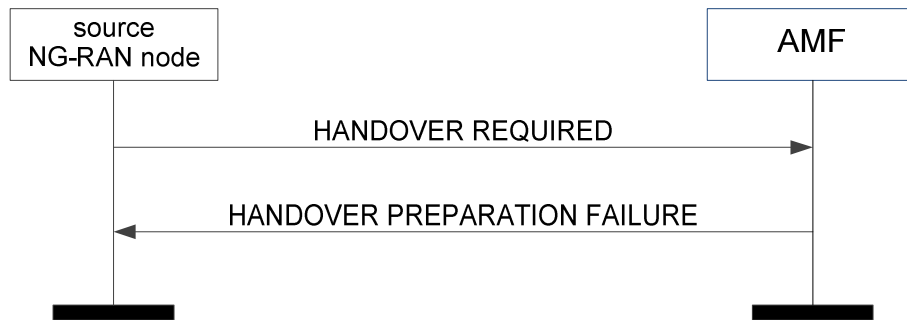 source
NG-RAN node
AMF
HANDOVER REQUIRED
HANDOVER PREPARATION FAILURE